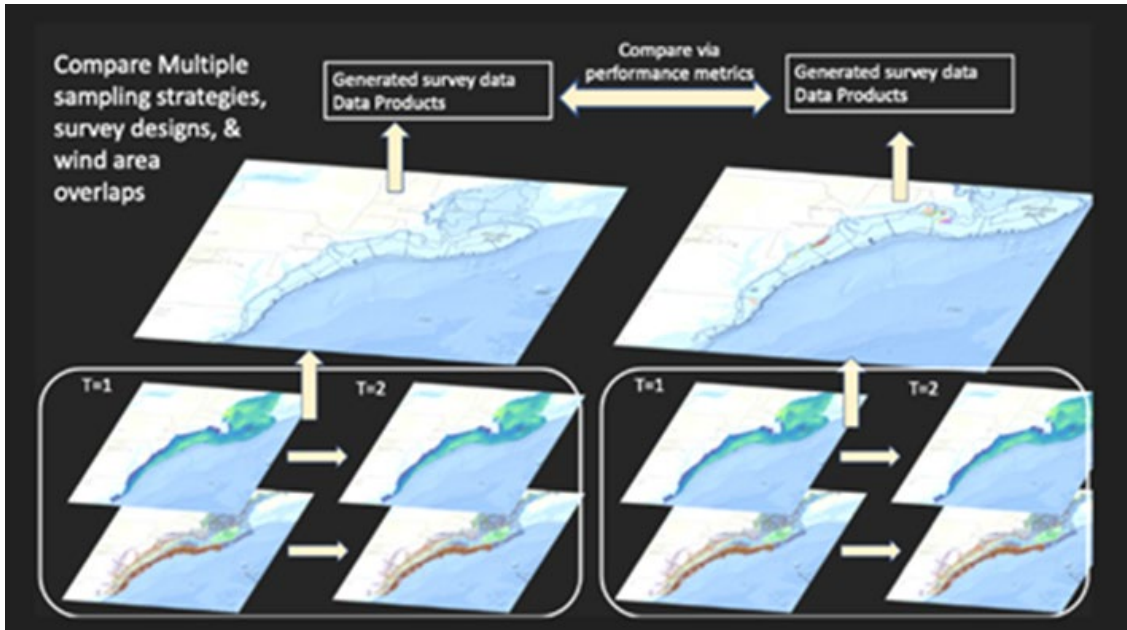 Compare Multiple
sampling strategies,
survey designs, &
wind area
overlaps
Generated survey data
Data Products
Compare via
performance metrics
Generated survey data
Data Products
T=1
T=2
T=1
T=2